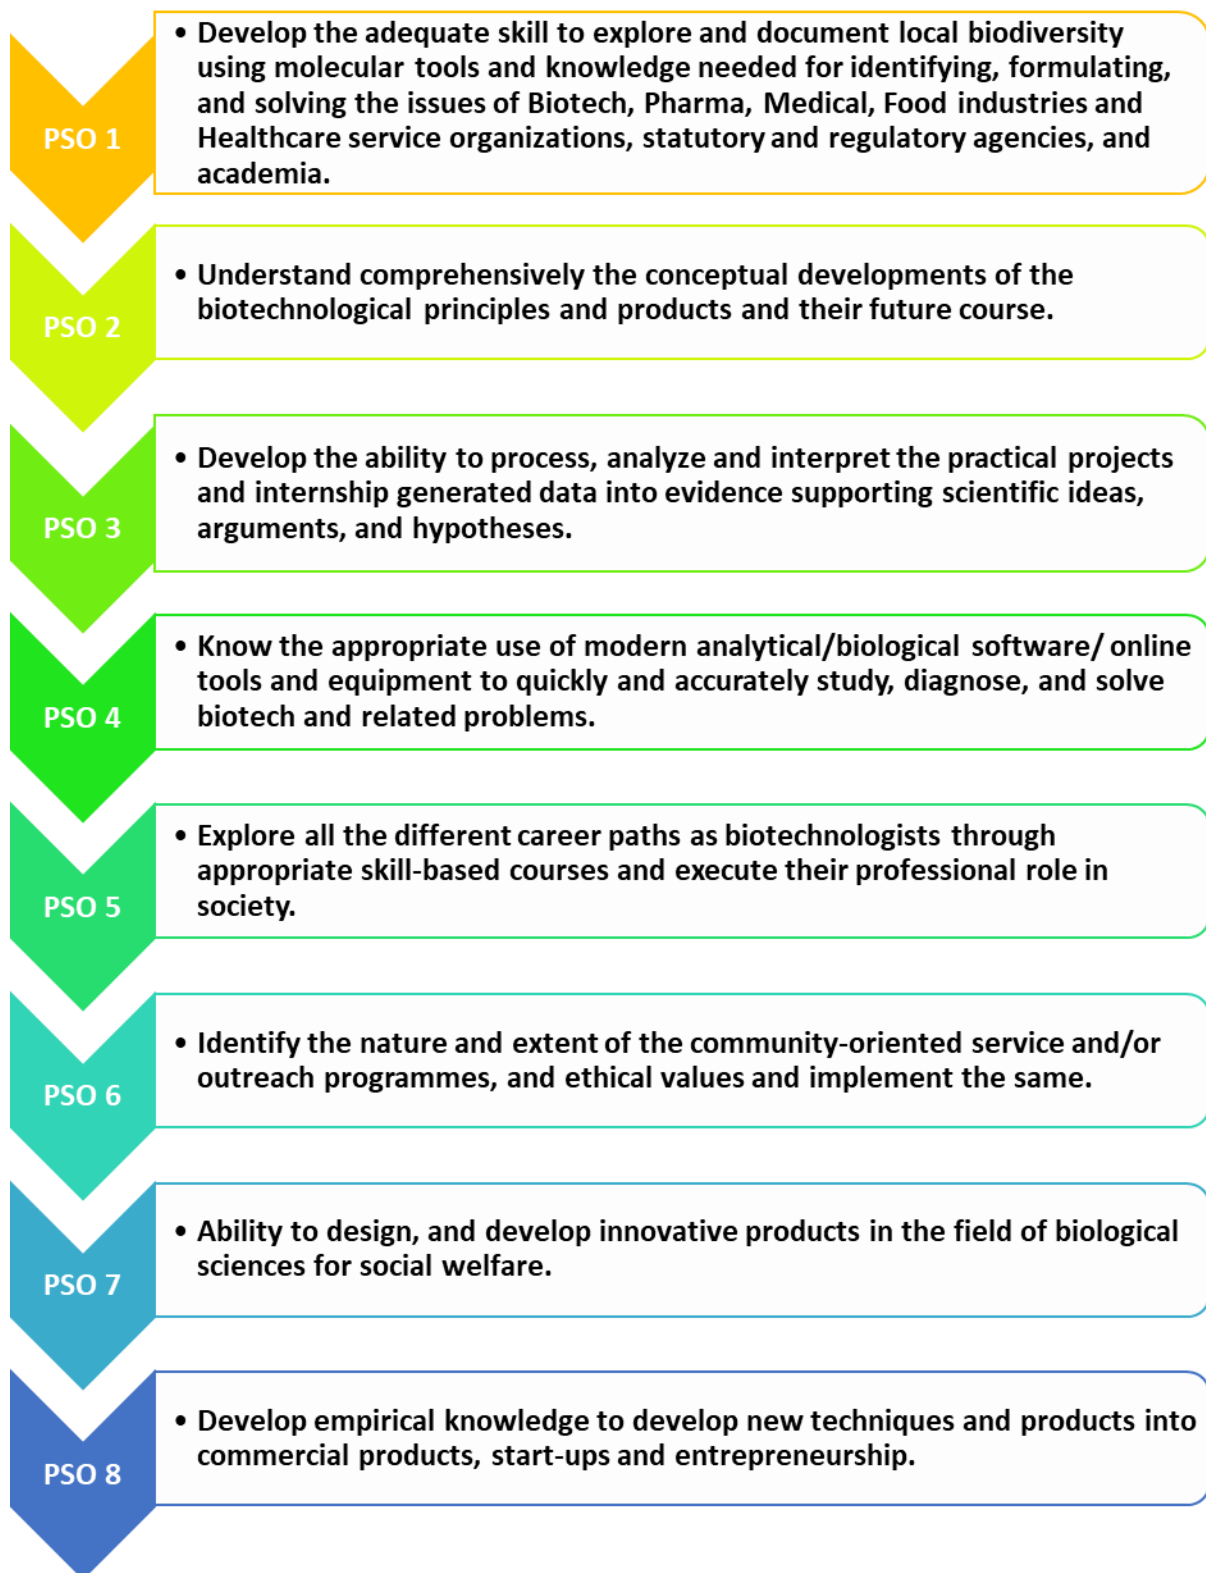 PSO 1
• Develop the adequate skill to explore and document local biodiversity
using molecular tools and knowledge needed for identifying, formulating,
and solving the issues of Biotech, Pharma, Medical, Food industries and
Healthcare service organizations, statutory and regulatory agencies, and
academia.
PSO 2
• Understand comprehensively the conceptual developments of the
biotechnological principles and products and their future course.
PSO 3
• Develop the ability to process, analyze and interpret the practical projects
and internship generated data into evidence supporting scientific ideas,
arguments, and hypotheses.
PSO 4
• Know the appropriate use of modern analytical/biological software/ online
tools and equipment to quickly and accurately study, diagnose, and solve
biotech and related problems.
PSO 5
• Explore all the different career paths as biotechnologists through
appropriate skill-based courses and execute their professional role in
society.
PSO 6
• Identify the nature and extent of the community-oriented service and/or
outreach programmes, and ethical values and implement the same.
PSO 7
• Ability to design, and develop innovative products in the field of biological
sciences for social welfare.
PSO 8
• Develop empirical knowledge to develop new techniques and products into
commercial products, start-ups and entrepreneurship.